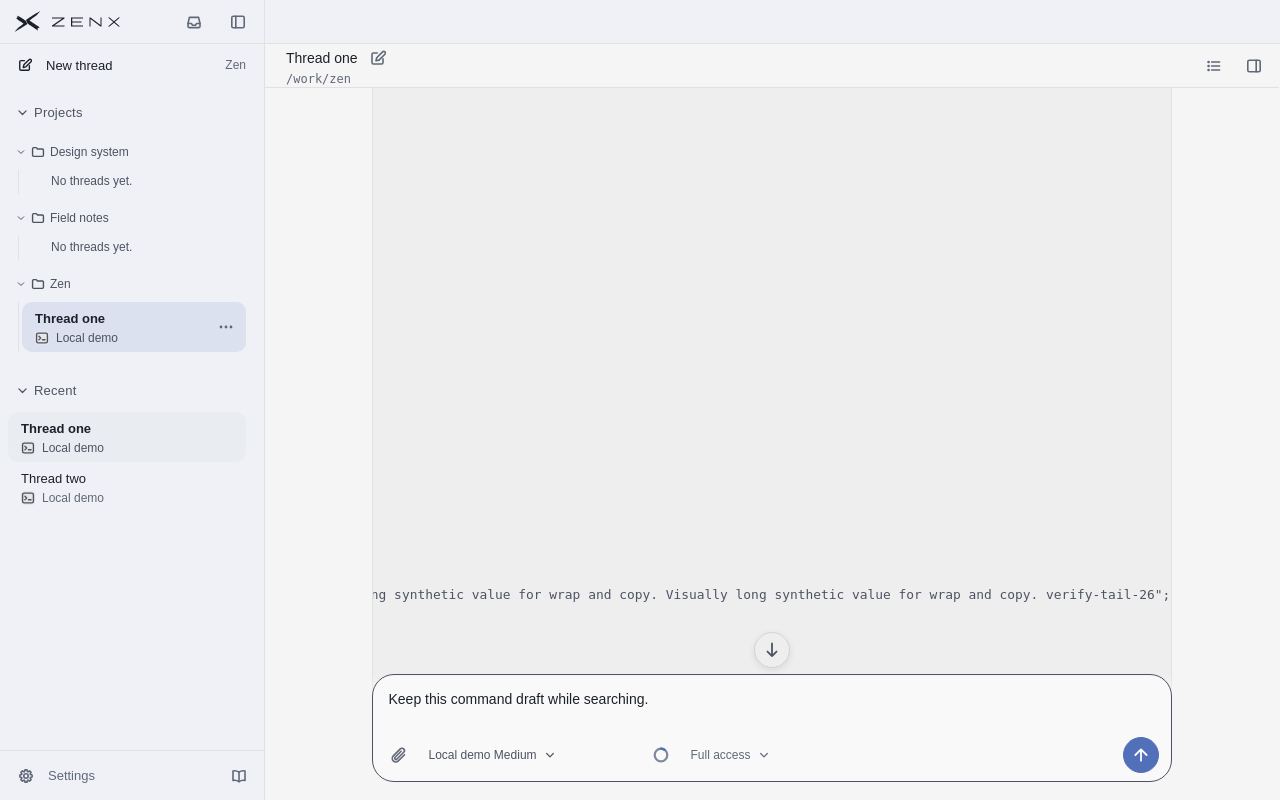 ZENX
New thread Zen
Projects
Design system
No threads yet.
Field notes
No threads yet.
Zen
Thread one
Local demo
Recent
Thread one
Local demo
Thread two
Local demo
Settings
Thread one
/work/zen
ng synthetic value for wrap and copy. Visually long synthetic value for wrap and copy. verify-tail-26";
Keep this command draft while searching.
Local demo Medium Full access